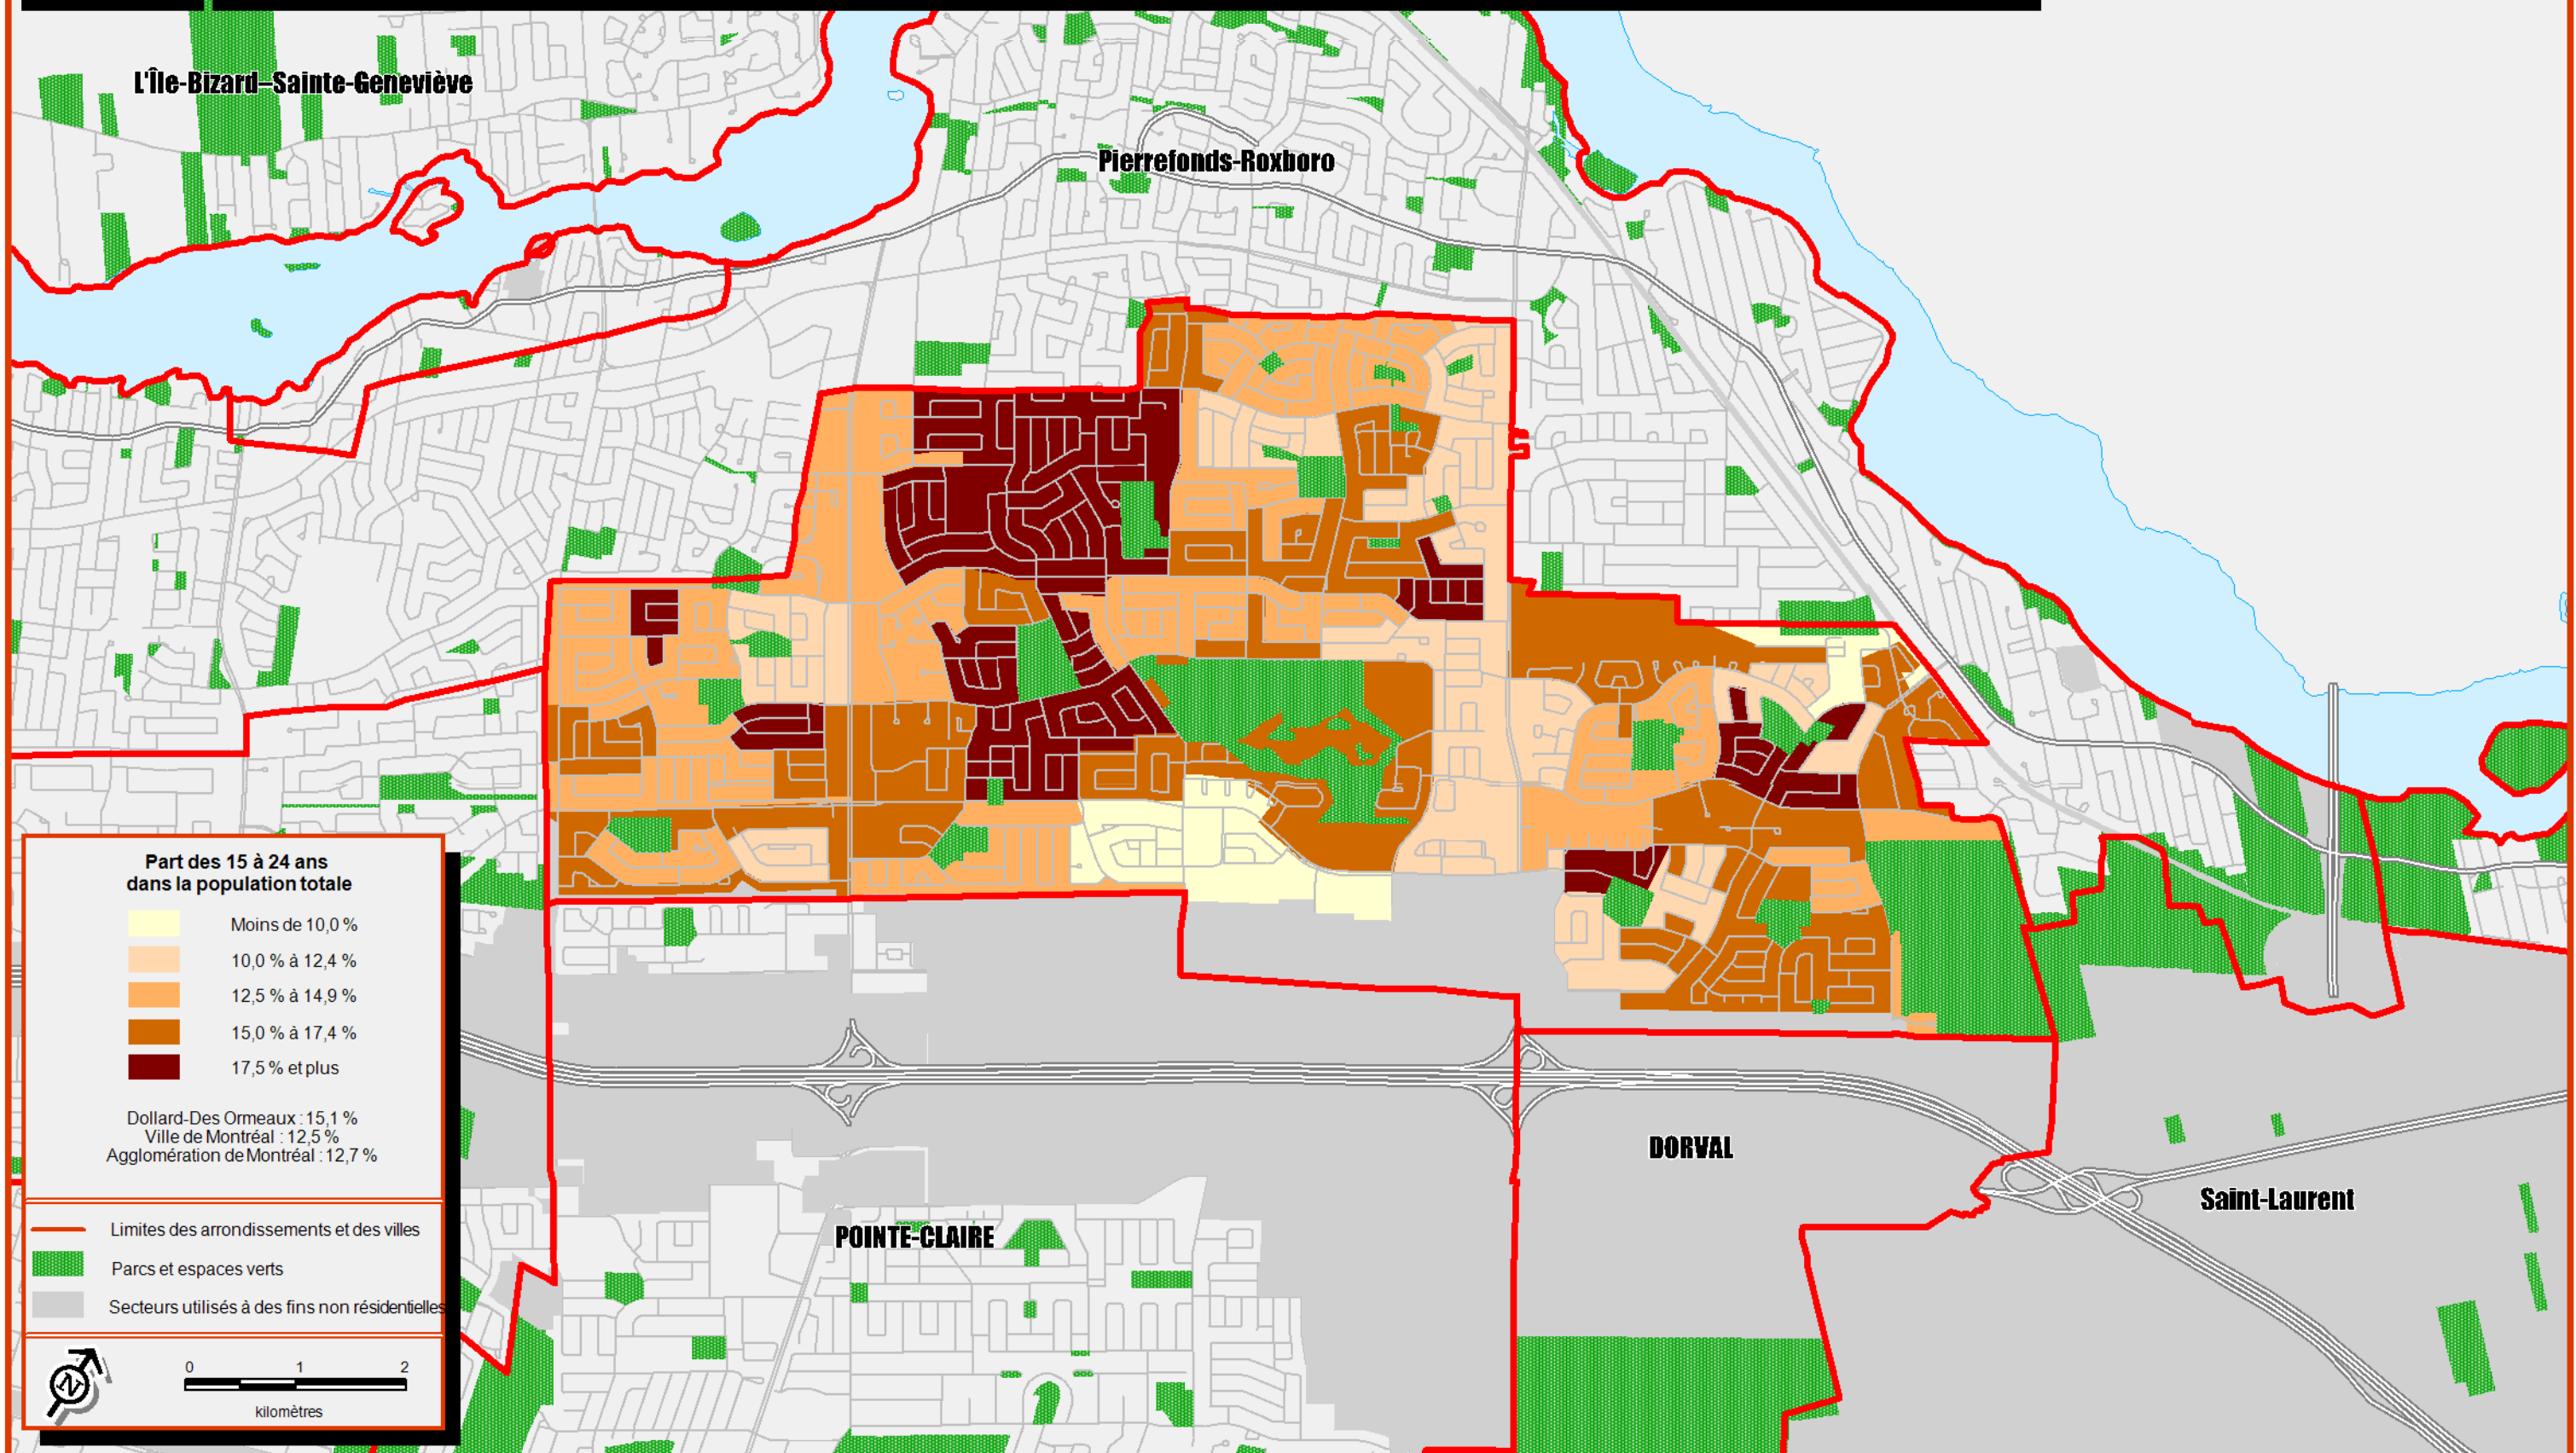 L'Île-Bizard–Sainte-Geneviève
Pierrefonds-Roxboro
Part des 15 à 24 ans
dans la population totale
Moins de 10,0 %
10,0 % à 12,4 %
12,5 % à 14,9 %
15,0 % à 17,4 %
17,5 % et plus
Dollard-Des Ormeaux : 15,1 %
Ville de Montréal : 12,5 %
Agglomération de Montréal : 12,7 %
Limites des arrondissements et des villes
Parcs et espaces verts
Secteurs utilisés à des fins non résidentielles
N
0 1 2
kilomètres
DORVAL
Saint-Laurent
POINTE-CLAIRE